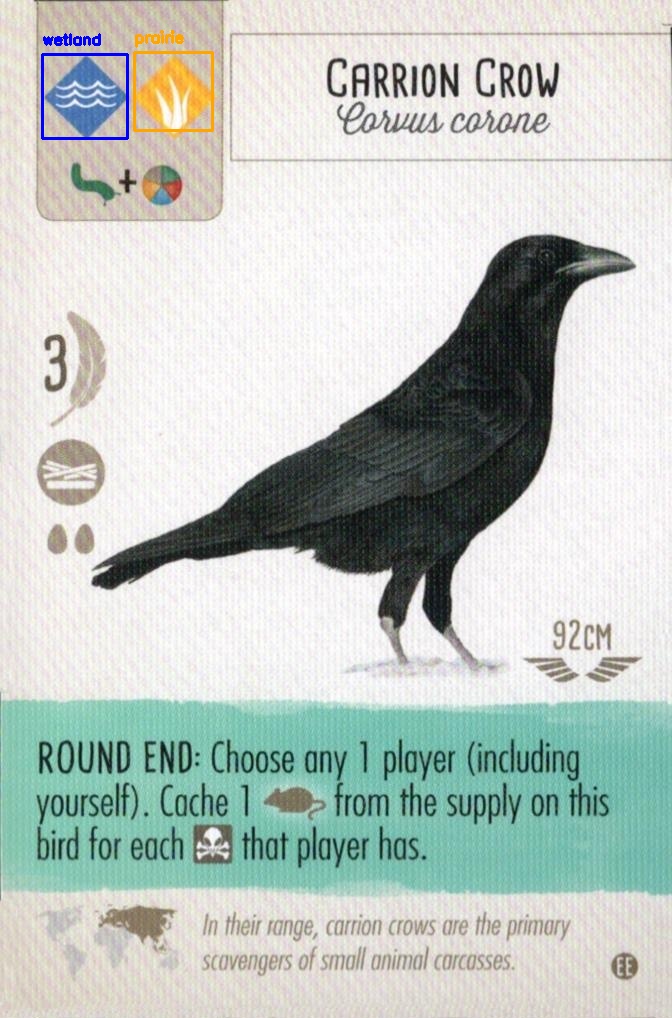 wetland prairie
CARRION CROW
Corvus corone
+
3
92CM
ROUND END: Choose any 1 player (including
yourself). Cache 1 from the supply on this
bird for each that player has.
In their range, carrion crows are the primary
scavengers of small animal carcasses.
EE